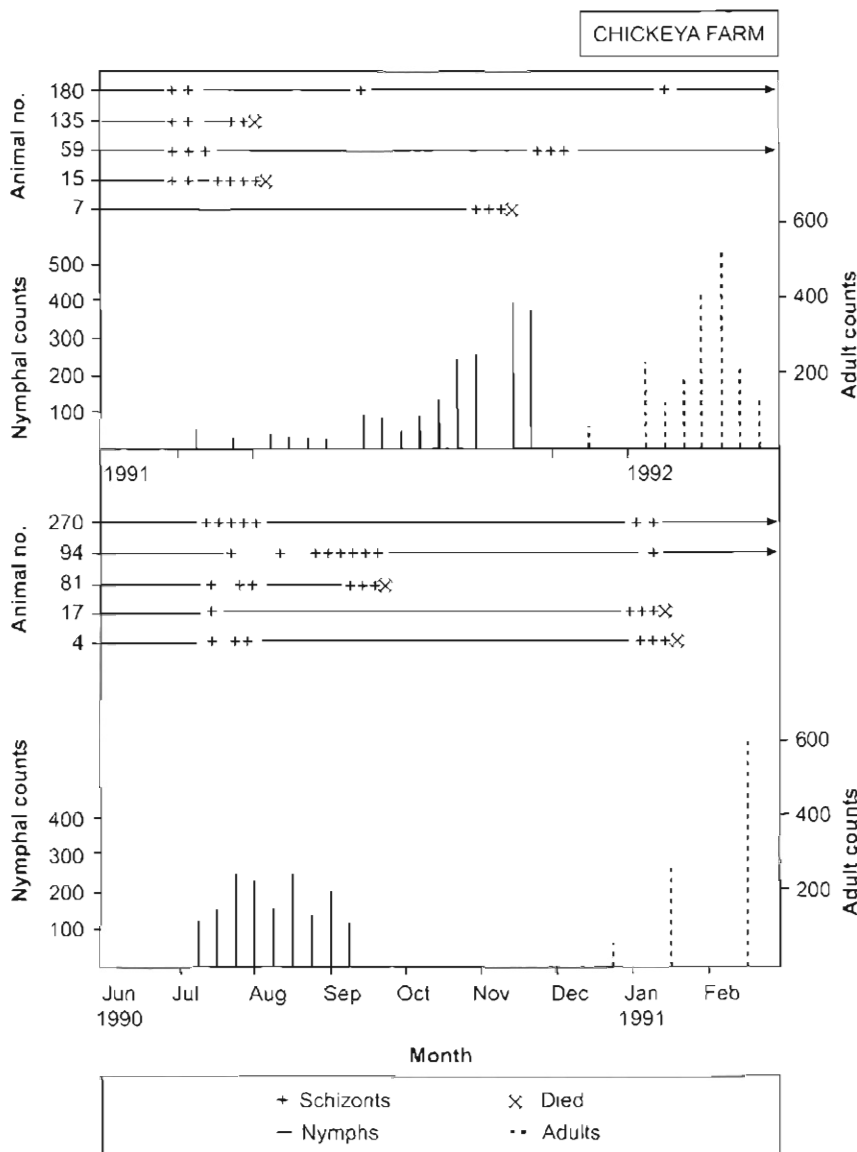 CHICKEYA FARM
Animal no.
180
135
59
15
7
Nymphal counts
500
400
300
200
100
Adult counts
600
400
200
1991
1992
Animal no.
270
94
81
17
4
Nymphal counts
400
300
200
100
Adult counts
600
400
200
Jun Jul Aug Sep Oct Nov Dec Jan Feb
1990 1991
Month
+ Schizonts
Died
Nymphs
Adults